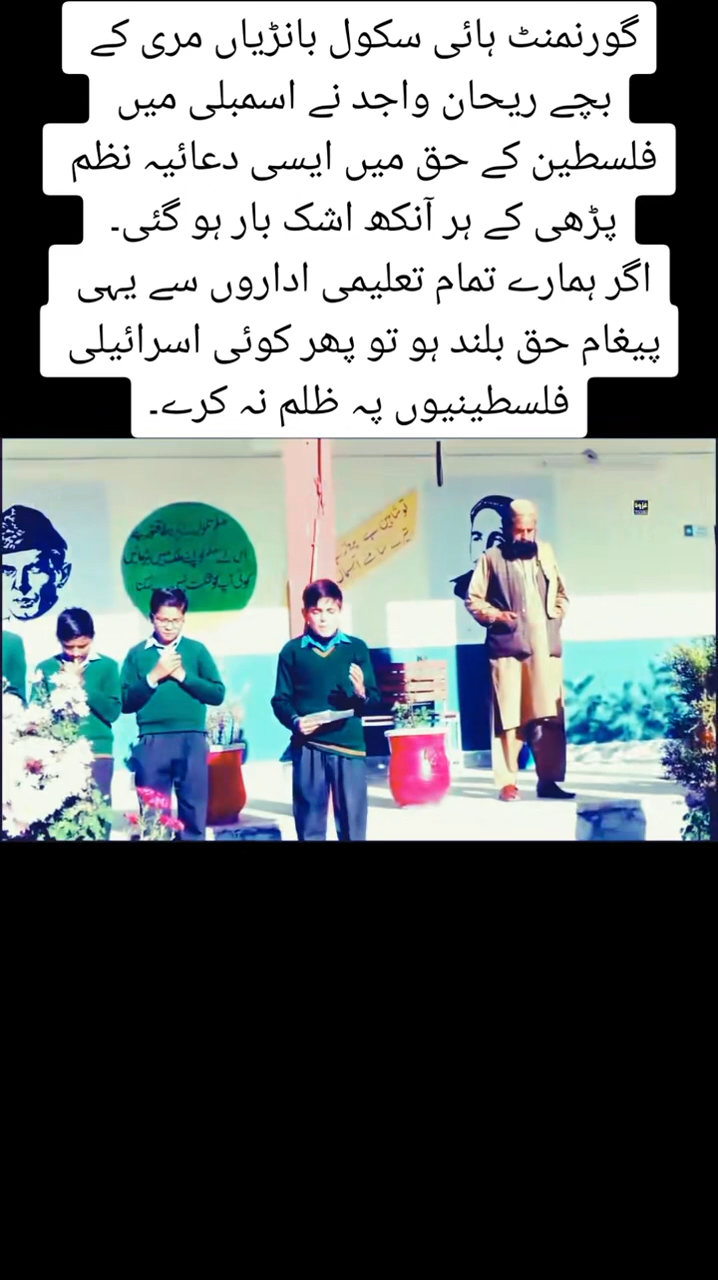 گورنمنٹ ہائی سکول بانڑیاں مری کے
بچے ریحان واجد نے اسمبلی میں
فلسطین کے حق میں ایسی دعائیہ نظم
پڑھی کے ہر آنکھ اشک بار ہو گئی۔
اگر ہمارے تمام تعلیمی اداروں سے یہی
پیغام حق بلند ہو تو پھر کوئی اسرائیلی
فلسطینیوں پہ ظلم نہ کرے۔